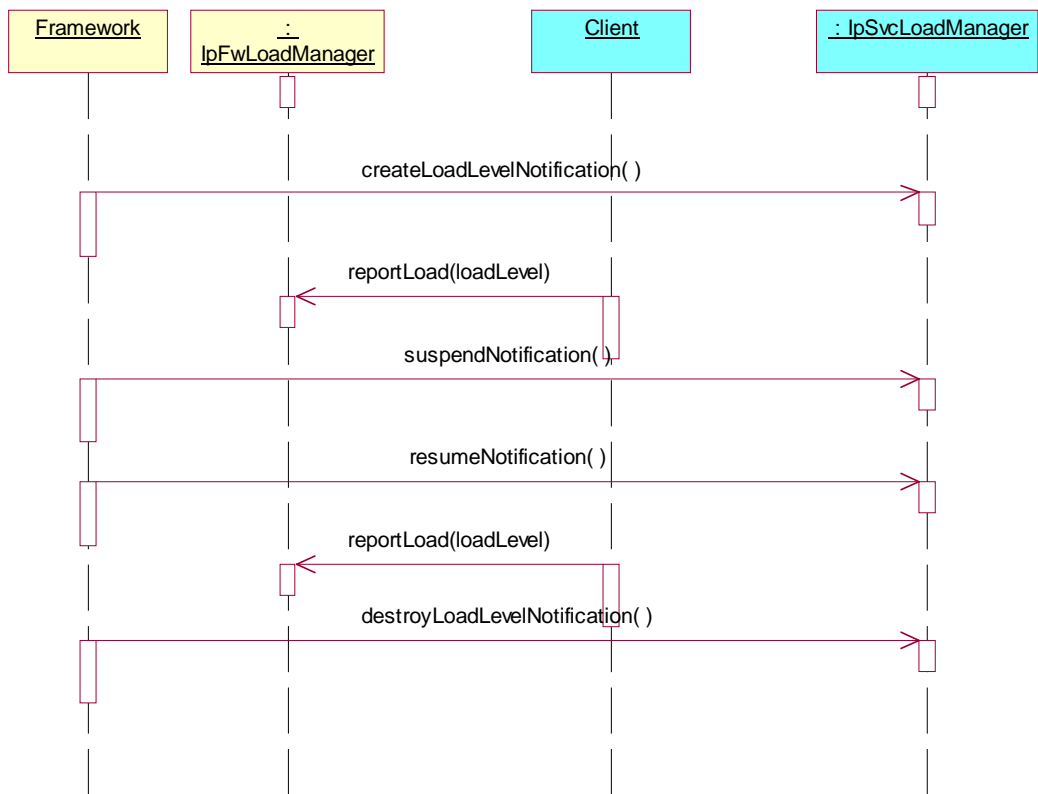 Framework
:
IpFwLoadManager
Client
: IpSvcLoadManager
createLoadLevelNotification( )
reportLoad(loadLevel)
suspendNotification( )
resumeNotification( )
reportLoad(loadLevel)
destroyLoadLevelNotification( )